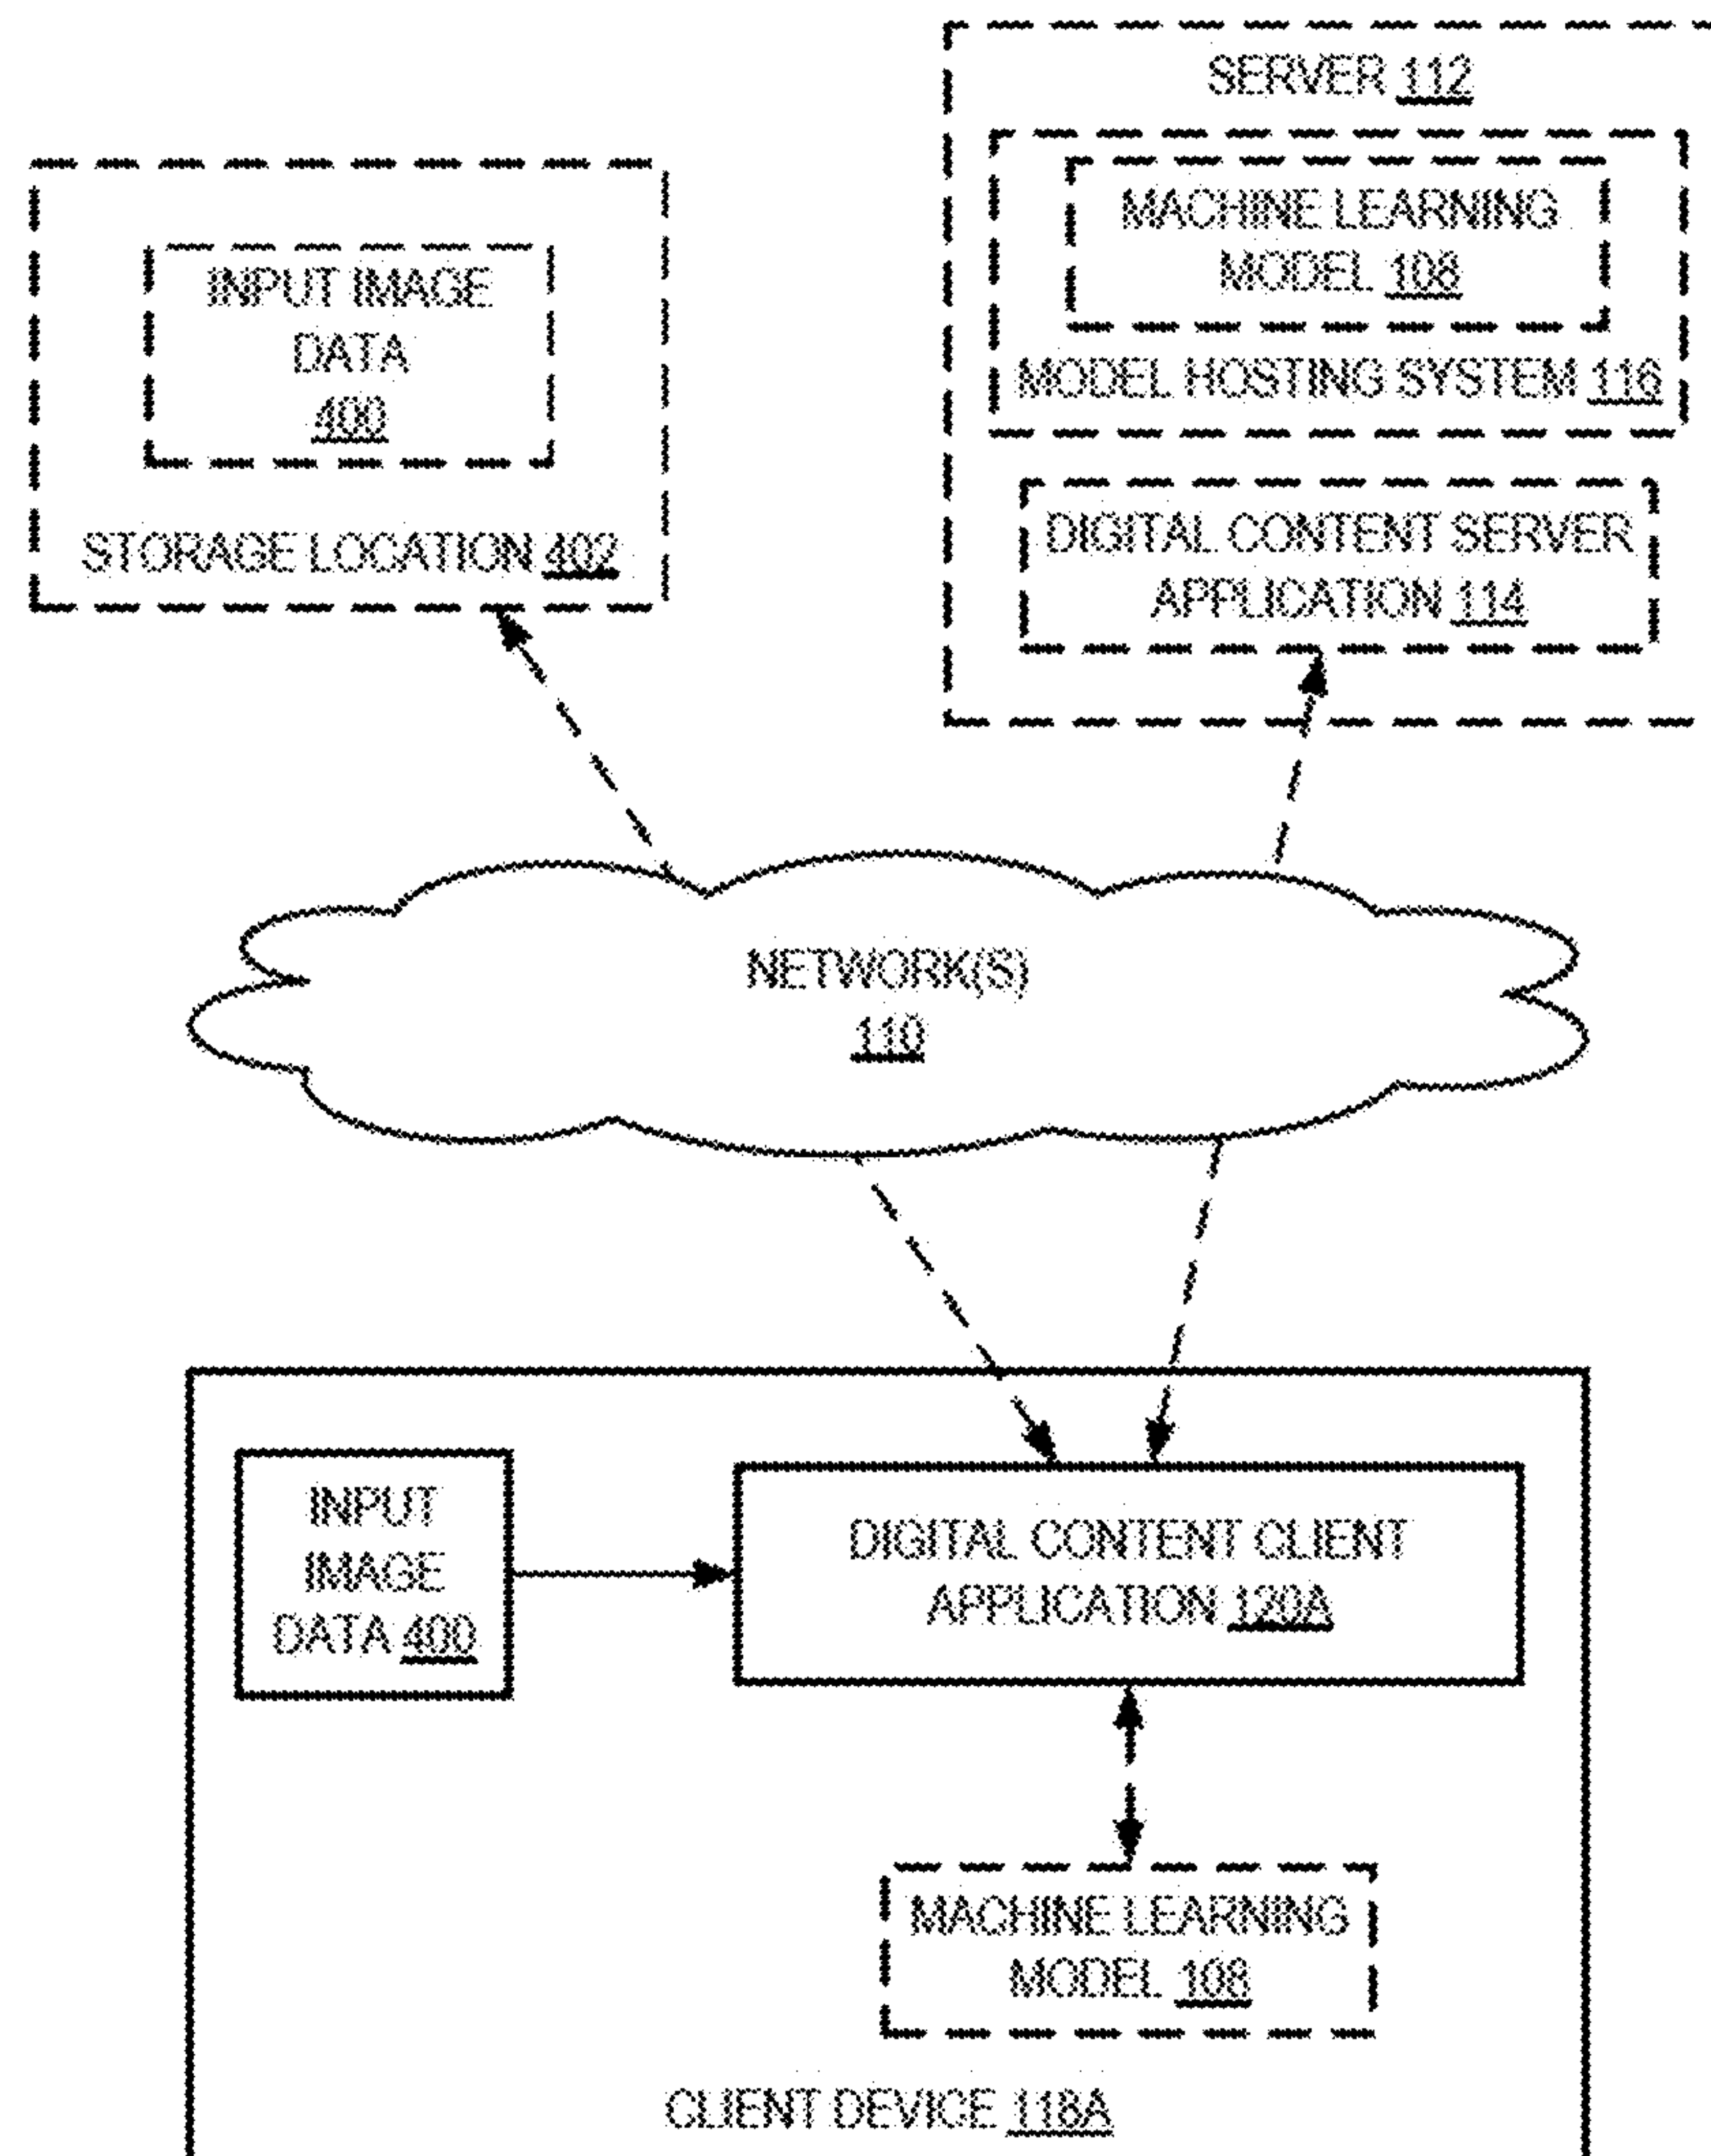 SERVER 112
MACHINE LEARNING
MODEL 108
MODEL HOSTING SYSTEM 116
DIGITAL CONTENT SERVER
APPLICATION 114
INPUT IMAGE
DATA
400
STORAGE LOCATION 402
NETWORK(S)
110
INPUT
IMAGE
DATA 400
DIGITAL CONTENT CLIENT
APPLICATION 120A
MACHINE LEARNING
MODEL 108
CLIENT DEVICE 118A